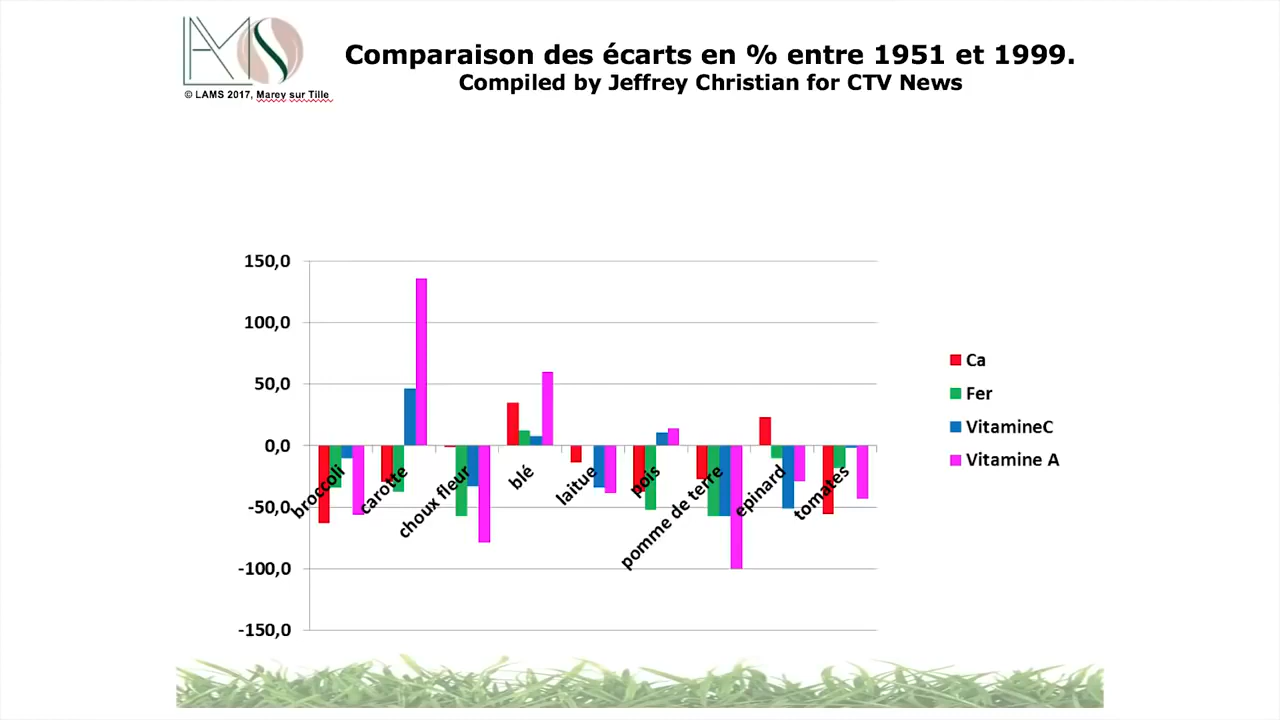 Comparaison des écarts en % entre 1951 et 1999.
Compiled by Jeffrey Christian for CTV News
LAMS
© LAMS 2017, Marey sur Tille
150,0
100,0
50,0
0,0
-50,0
-100,0
-150,0
broccoli
carotte
choux fleur
blé
laitue
pois
pomme de terre
epinard
tomates
Ca
Fer
VitamineC
Vitamine A